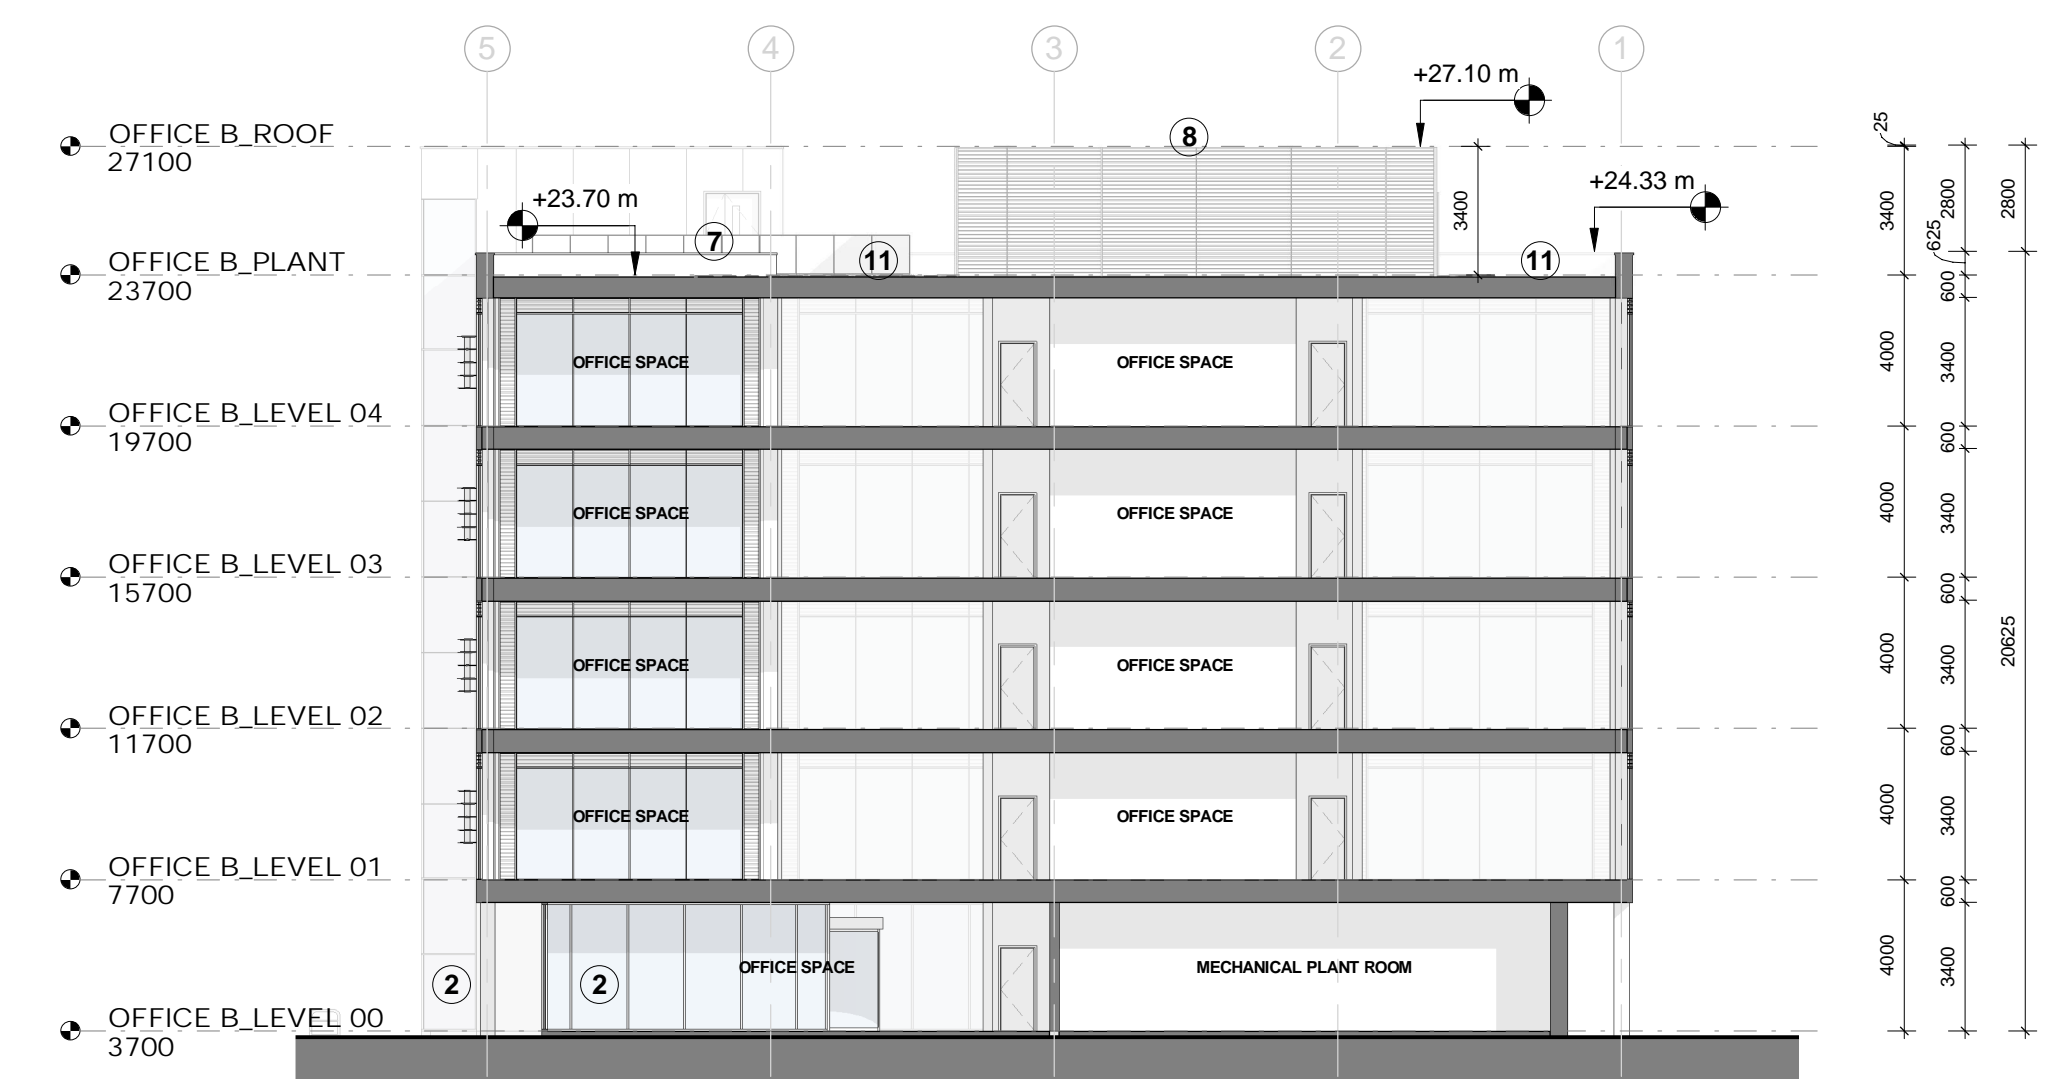 5
4
3
2
1
+27.10 m
OFFICE B_ROOF
27100
8
25
+23.70 m
+24.33 m
3400
3400
2800
2800
7
11
11
625
OFFICE B_PLANT
23700
600
OFFICE SPACE
OFFICE SPACE
4000
3400
OFFICE B_LEVEL 04
19700
600
OFFICE SPACE
OFFICE SPACE
4000
3400
OFFICE B_LEVEL 03
15700
600
20625
OFFICE SPACE
OFFICE SPACE
4000
3400
OFFICE B_LEVEL 02
11700
600
OFFICE SPACE
OFFICE SPACE
4000
3400
OFFICE B_LEVEL 01
7700
600
OFFICE SPACE
MECHANICAL PLANT ROOM
4000
3400
2
2
OFFICE B_LEVEL 00
3700